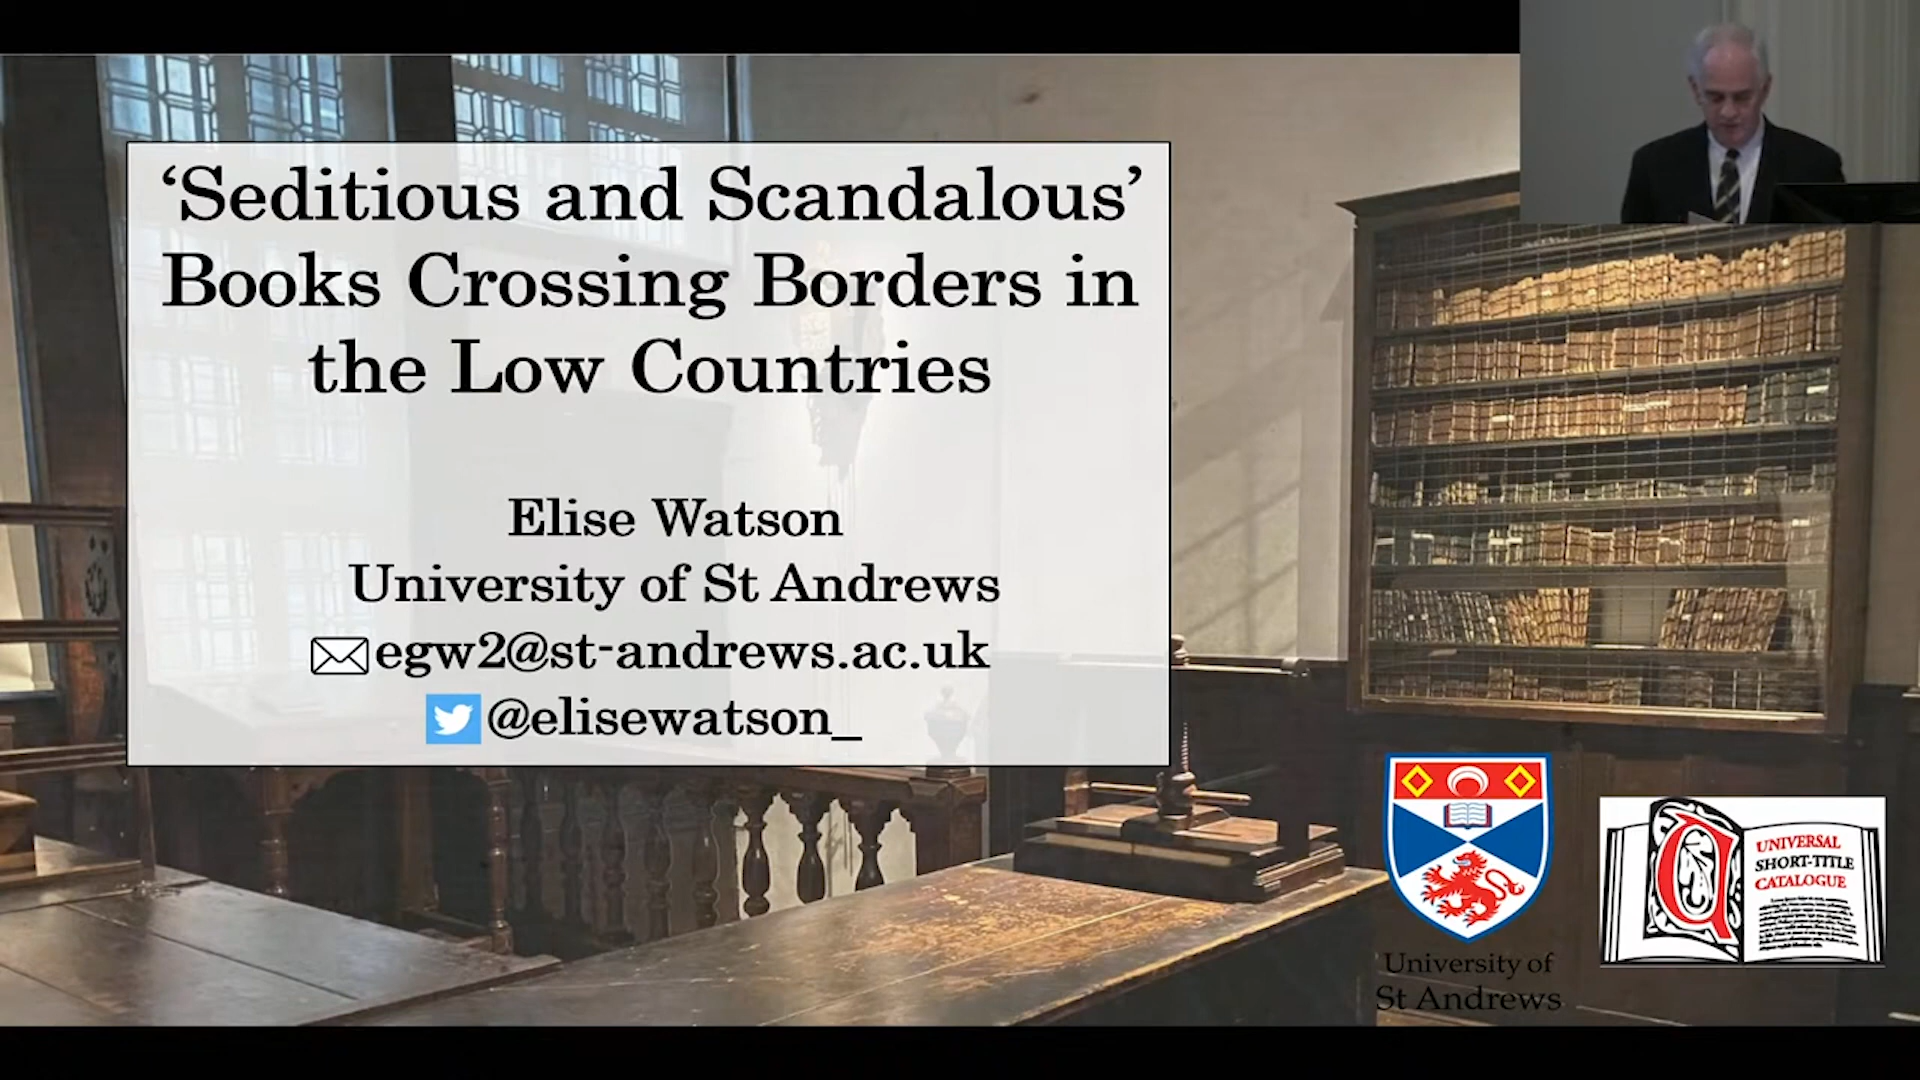 ‘Seditious and Scandalous’
Books Crossing Borders in
the Low Countries
Elise Watson
University of St Andrews
egw2@st-andrews.ac.uk
@elisewatson_
University of
St Andrews
UNIVERSAL
SHORT-TITLE
CATALOGUE